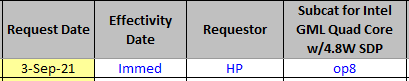 Request Date
Effectivity
Date
Requestor
Subcat for Intel
GML Quad Core
w/4.8W SDP
3-Sep-21
Immed
HP
op8